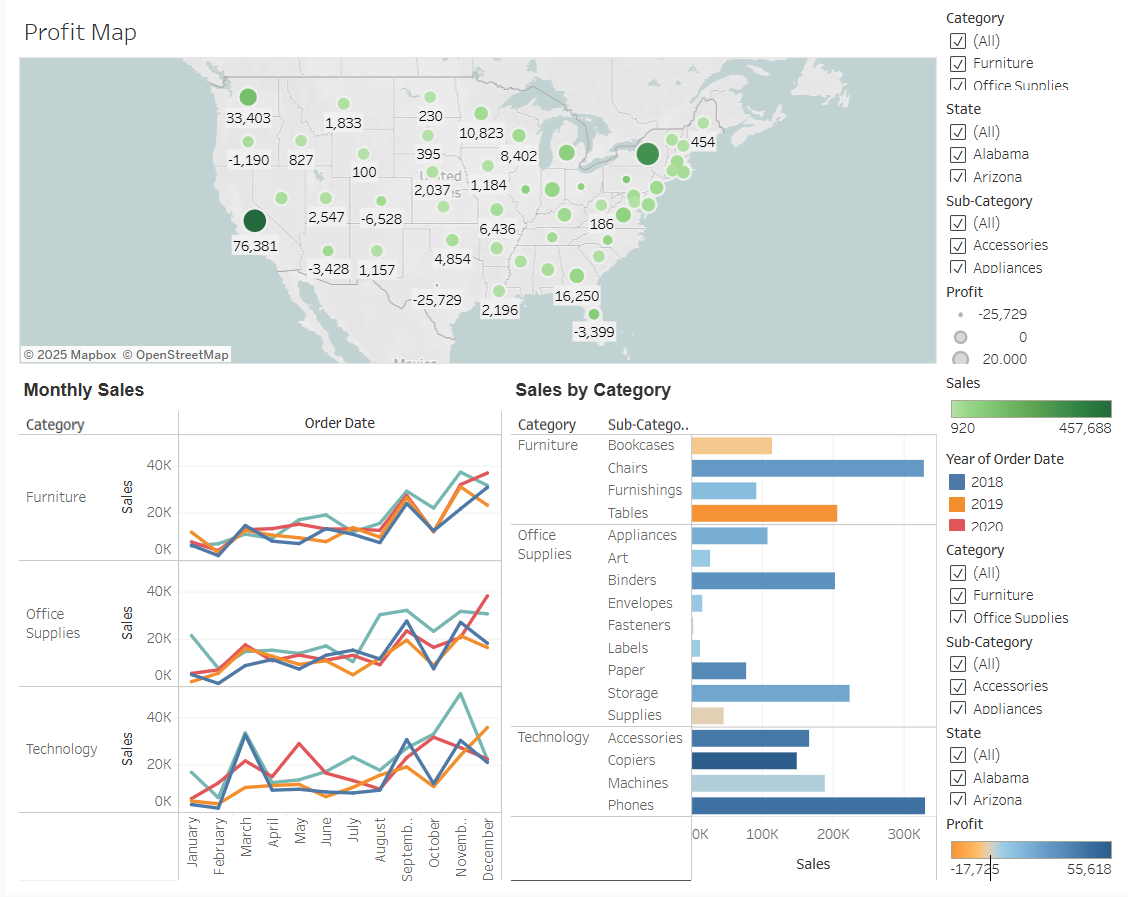 Profit Map
33,403
1,833
230
10,823
454
-1,190
827
100
395
8,402
2,037
1,184
2,547
-6,528
6,436
186
76,381
-3,428
1,157
4,854
-25,729
2,196
16,250
-3,399
© 2025 Mapbox © OpenStreetMap
Category
(All)
Furniture
Office Supplies
State
(All)
Alabama
Arizona
Sub-Category
(All)
Accessories
Appliances
Profit
-25,729
0
20,000
Monthly Sales
Category
Order Date
Furniture
Sales
40K
20K
0K
Office
Supplies
Sales
40K
20K
0K
Technology
Sales
40K
20K
0K
January
February
March
April
May
June
July
August
Septemb..
October
Novemb..
December
Sales by Category
Category
Sub-Catego..
Furniture
Bookcases
Chairs
Furnishings
Tables
Office
Supplies
Appliances
Art
Binders
Envelopes
Fasteners
Labels
Paper
Storage
Supplies
Technology
Accessories
Copiers
Machines
Phones
0K
100K
200K
300K
Sales
Sales
920
457,688
Year of Order Date
2018
2019
2020
Category
(All)
Furniture
Office Supplies
Sub-Category
(All)
Accessories
Appliances
State
(All)
Alabama
Arizona
Profit
-17,725
55,618